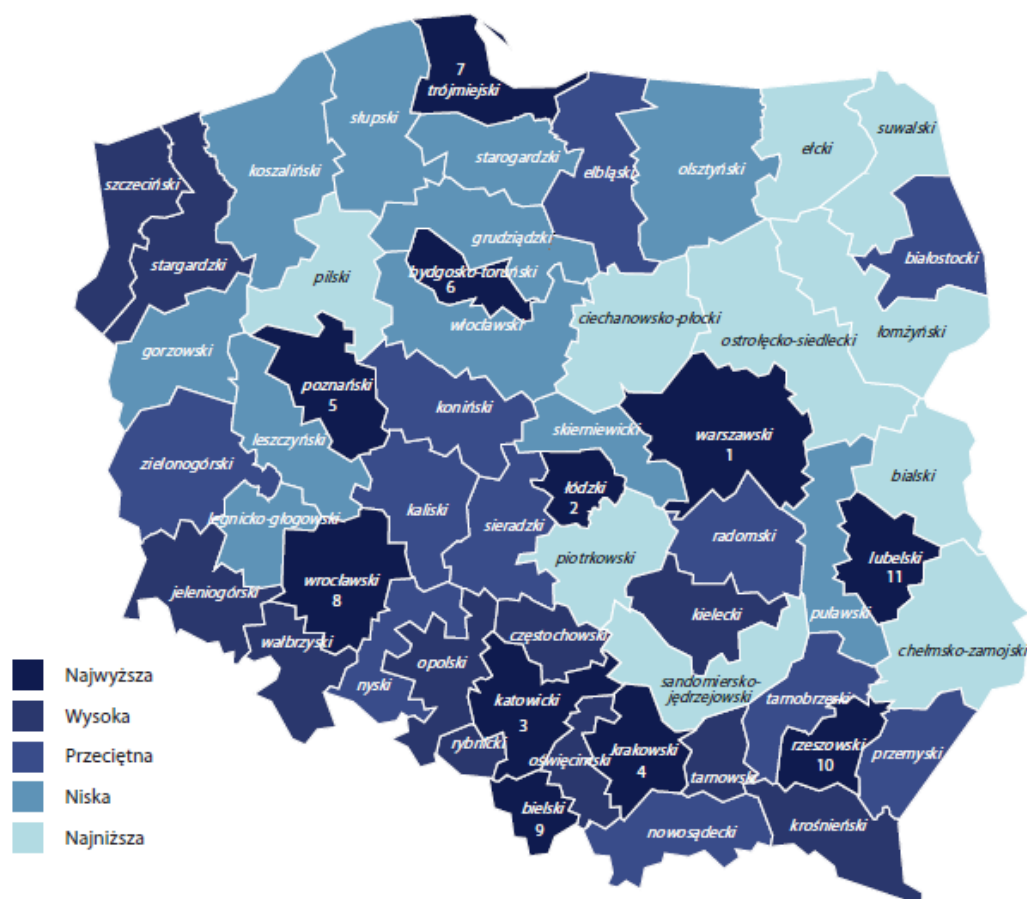 7
trójmiejski
słupski
suwalski
ełcki
starogardzki
elbląski
olsztyński
koszaliński
szczeciński
grudziądzki
stargardzki
białostocki
bydgosko-toruński
6
pilski
ciechanowsko-płocki
włocławski
ostrołęcko-siedlecki
łomżyński
gorzowski
poznański
5
koniński
skierniewicki
warszawski
1
leszczyński
zielonogórski
bialski
łódzki
2
kaliski
legnicko-głogowski
sieradzki
radomski
piotrkowski
lubelski
11
wrocławski
8
jeleniogórski
kielecki
puławski
wałbrzyski
częstochowski
chełmsko-zamojski
opolski
nyski
sandomiersko-
jędrzejowski
tarnobrzeski
katowicki
3
rybnicki
oświęcimski
krakowski
4
rzeszowski
10
przemyski
tarnowski
bielski
9
nowosądecki
krośnieński
Najwyższa
Wysoka
Przeciętna
Niska
Najniższa